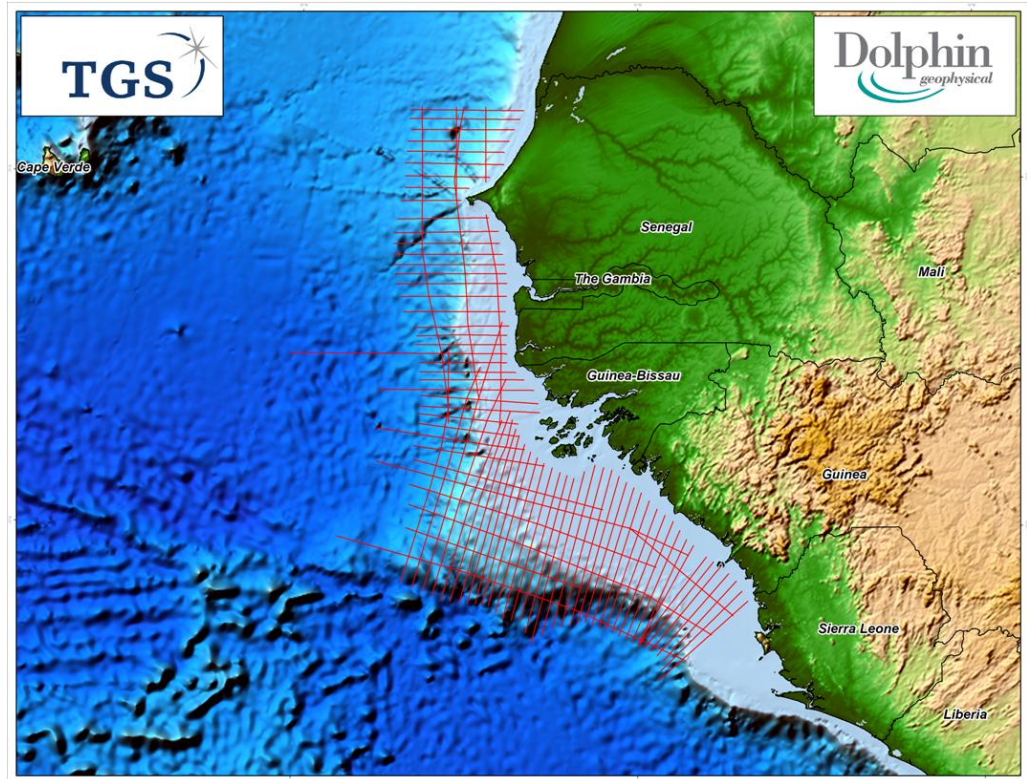 TGS
Dolphin
geophysical
Cape Verde
Senegal
Mali
The Gambia
Guinea-Bissau
Guinea
Sierra Leone
Liberia